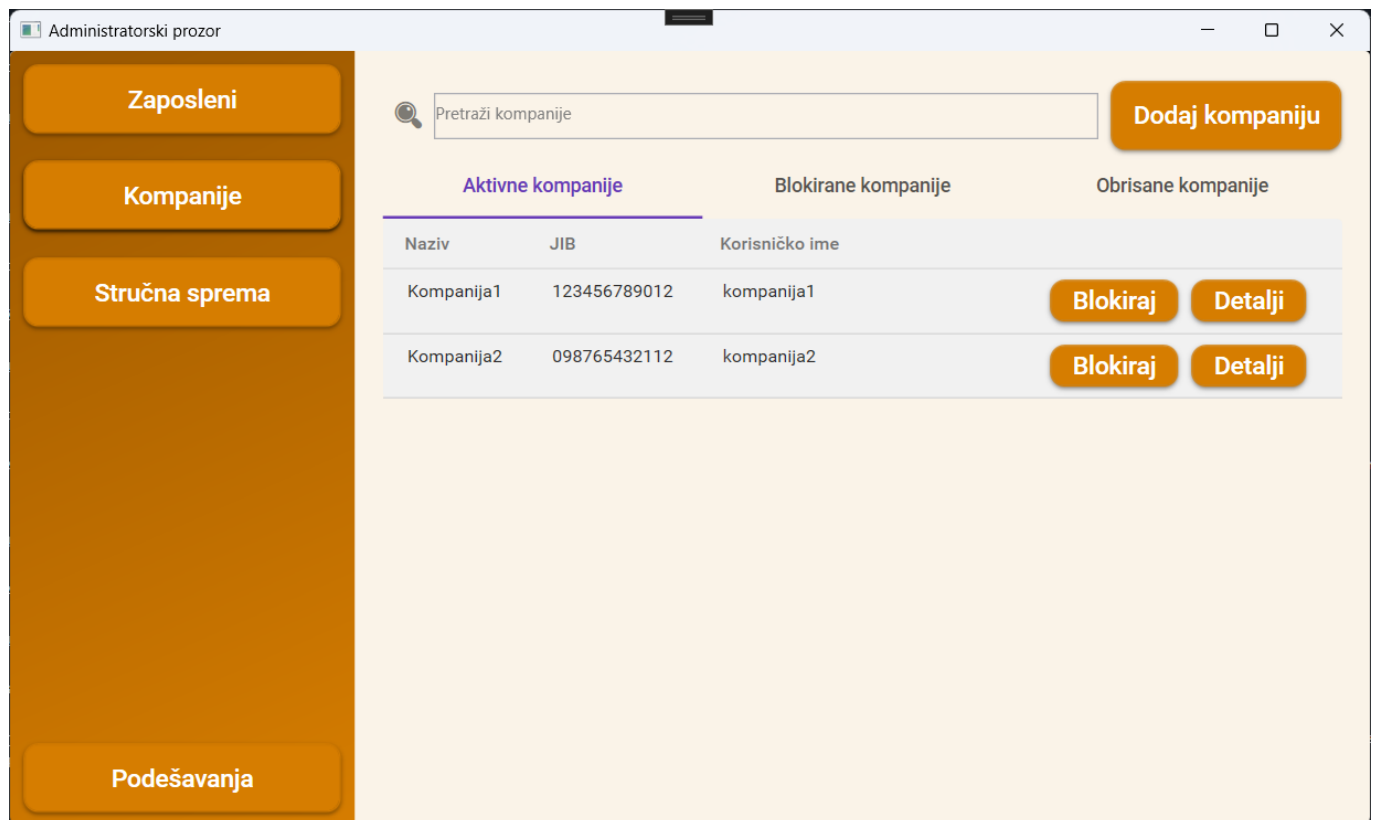 Administratorski prozor
Zaposleni
Kompanije
Stručna sprema
Podešavanja
Pretraži kompanije
Dodaj kompaniju
Aktivne kompanije Blokirane kompanije Obrisane kompanije
Naziv JIB Korisničko ime
Kompanija1 123456789012 kompanija1 Blokiraj Detalji
Kompanija2 098765432112 kompanija2 Blokiraj Detalji